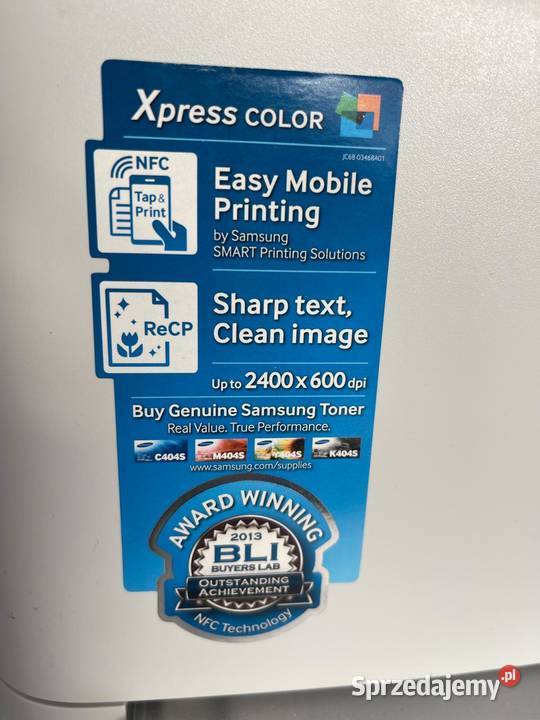 Xpress COLOR
JC68-03468A01
NFC
Tap &
Print
Easy Mobile
Printing
by Samsung
SMART Printing Solutions
ReCP
Sharp text,
Clean image
Up to 2400 x 600 dpi
Buy Genuine Samsung Toner
Real Value. True Performance.
C404S M404S Y404S K404S
www.samsung.com/supplies
AWARD WINNING
2013
BLI
BUYERS LAB
OUTSTANDING
ACHIEVEMENT
NFC Technology
Sprzedajemy.pl